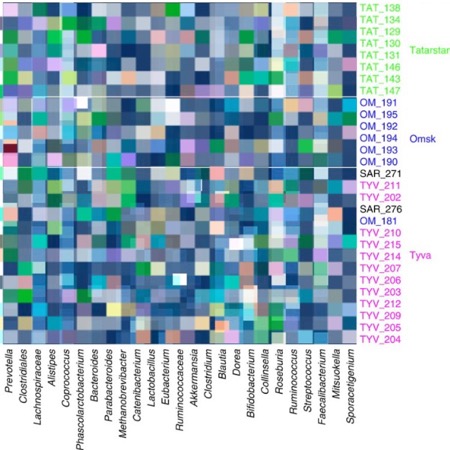 TAT_138
TAT_134
TAT_129
TAT_130
TAT_131
TAT_146
TAT_143
TAT_147
Tatarstar
OM_191
OM_195
OM_192
OM_194
OM_193
OM_190
Omsk
SAR_271
TYV_211
TYV_202
SAR_276
OM_181
TYV_210
TYV_215
TYV_214
TYV_207
TYV_206
TYV_203
TYV_212
TYV_209
TYV_205
TYV_204
Tyva
Prevotella
Clostridiales
Lachnospiraceae
Alistipes
Coprococcus
Phascolarctobacterium
Bacteroides
Parabacteroides
Methanobrevibacter
Catenibacterium
Lactobacillus
Eubacterium
Ruminococcaceae
Akkermansia
Clostridium
Blautia
Dorea
Bifidobacterium
Collinsella
Roseburia
Ruminococcus
Streptococcus
Faecalibacterium
Mitsuokella
Sporacetigenium